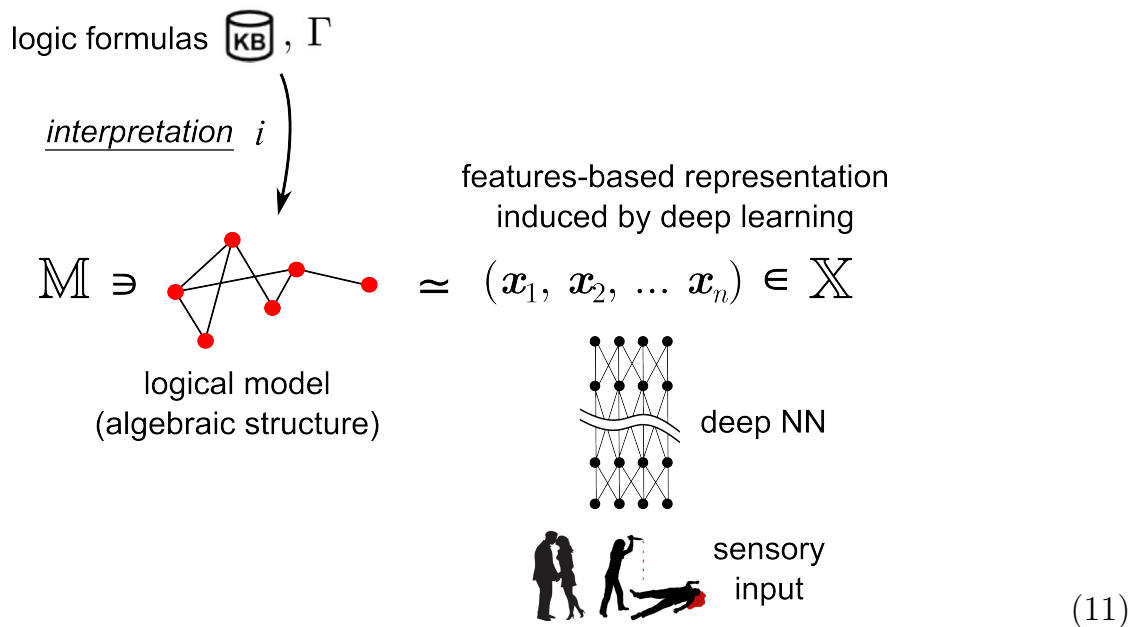 logic formulas KB , Γ
interpretation i
features-based representation
induced by deep learning
𝕄 ∋ ≃ (𝒙₁, 𝒙₂, ... 𝒙ₙ) ∈ 𝕏
logical model
(algebraic structure)
deep NN
sensory
input
(11)